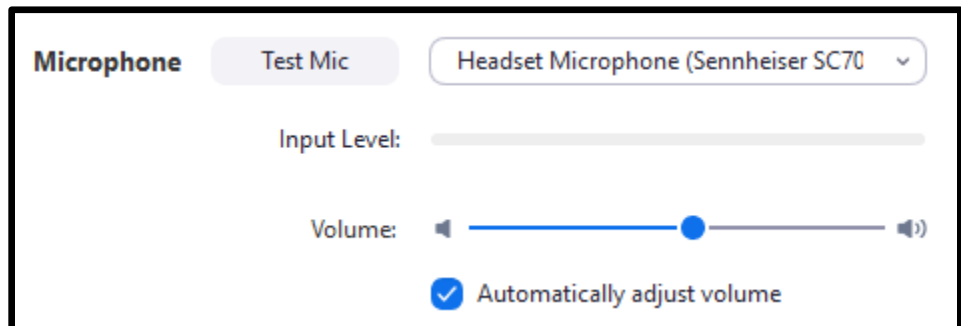 Microphone Test Mic Headset Microphone (Sennheiser SC70
Input Level:
Volume:
Automatically adjust volume